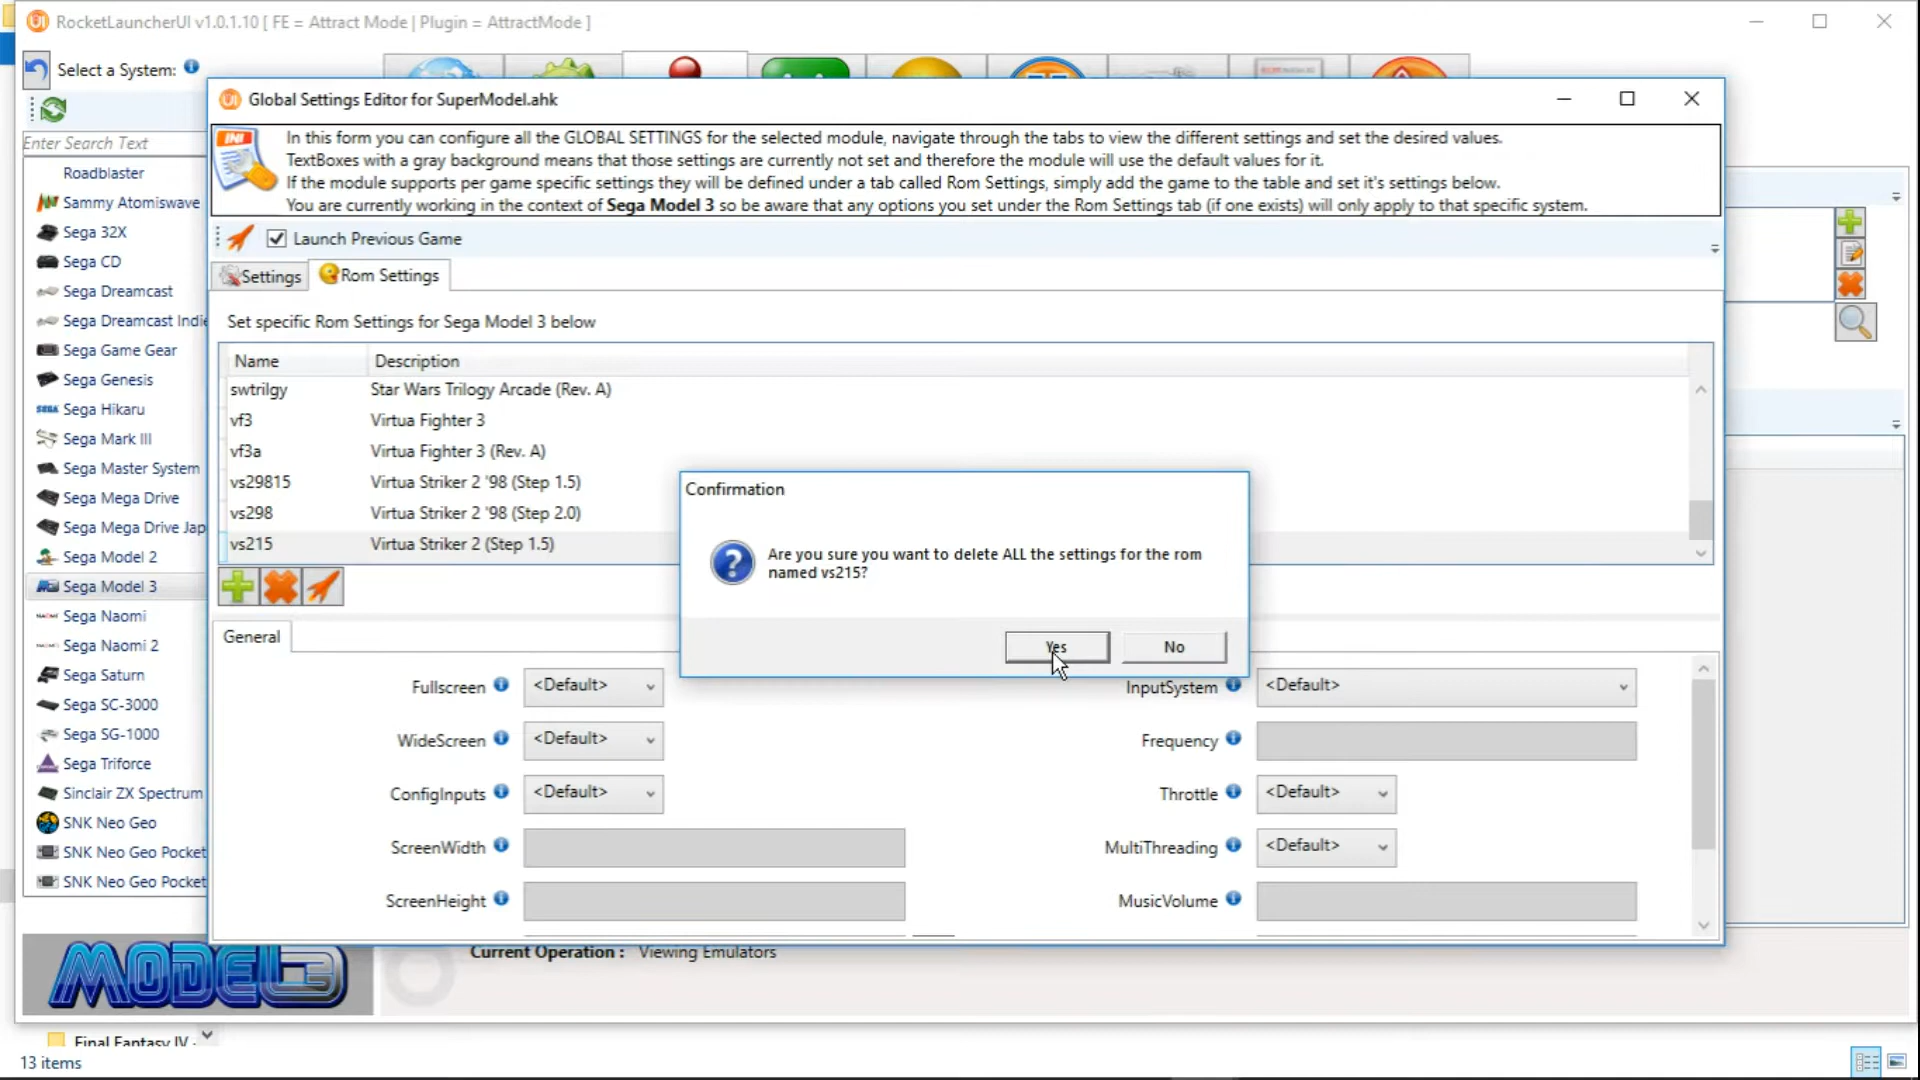 RocketLauncherUI v1.0.1.10 [ FE = Attract Mode | Plugin = AttractMode ]
Select a System:
Enter Search Text
Roadblaster
Sammy Atomiswave
Sega 32X
Sega CD
Sega Dreamcast
Sega Dreamcast Indie
Sega Game Gear
Sega Genesis
Sega Hikaru
Sega Mark III
Sega Master System
Sega Mega Drive
Sega Mega Drive Jap
Sega Model 2
Sega Model 3
Sega Naomi
Sega Naomi 2
Sega Saturn
Sega SC-3000
Sega SG-1000
Sega Triforce
Sinclair ZX Spectrum
SNK Neo Geo
SNK Neo Geo Pocket
SNK Neo Geo Pocket
MODEL3
Final Fantasy IV -
13 items
Global Settings Editor for SuperModel.ahk
INI
In this form you can configure all the GLOBAL SETTINGS for the selected module, navigate through the tabs to view the different settings and set the desired values.
TextBoxes with a gray background means that those settings are currently not set and therefore the module will use the default values for it.
If the module supports per game specific settings they will be defined under a tab called Rom Settings, simply add the game to the table and set it's settings below.
You are currently working in the context of Sega Model 3 so be aware that any options you set under the Rom Settings tab (if one exists) will only apply to that specific system.
Launch Previous Game
Settings Rom Settings
Set specific Rom Settings for Sega Model 3 below
Name Description
swtrilgy Star Wars Trilogy Arcade (Rev. A)
vf3 Virtua Fighter 3
vf3a Virtua Fighter 3 (Rev. A)
vs29815 Virtua Striker 2 '98 (Step 1.5)
vs298 Virtua Striker 2 '98 (Step 2.0)
vs215 Virtua Striker 2 (Step 1.5)
Confirmation
Are you sure you want to delete ALL the settings for the rom
named vs215?
Yes No
General
Fullscreen <Default> InputSystem <Default>
WideScreen <Default> Frequency
ConfigInputs <Default> Throttle <Default>
ScreenWidth MultiThreading <Default>
ScreenHeight MusicVolume
Current Operation : Viewing Emulators